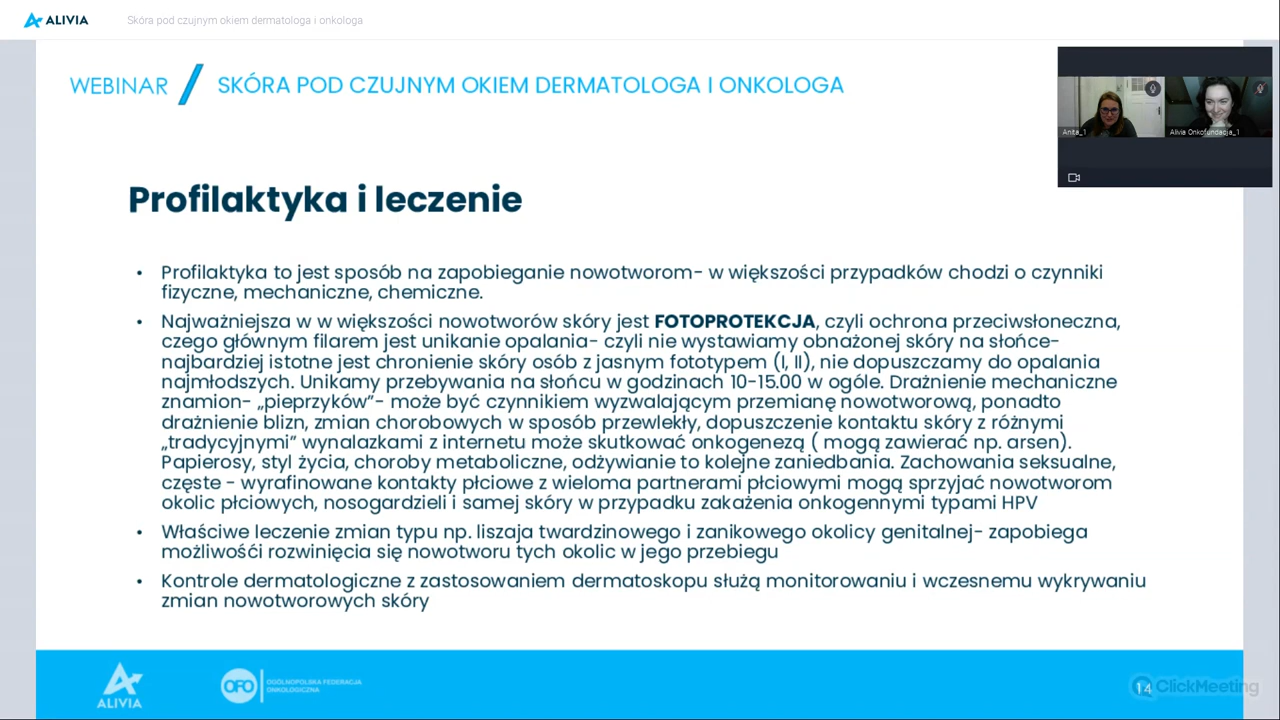 ALIVIA
Skóra pod czujnym okiem dermatologa i onkologa
WEBINAR / SKÓRA POD CZUJNYM OKIEM DERMATOLOGA I ONKOLOGA
Anita_1
Alivia Onkofundacja_1
Profilaktyka i leczenie
• Profilaktyka to jest sposób na zapobieganie nowotworom- w większości przypadków chodzi o czynniki
fizyczne, mechaniczne, chemiczne.
• Najważniejsza w w większości nowotworów skóry jest FOTOPROTEKCJA, czyli ochrona przeciwsłoneczna,
czego głównym filarem jest unikanie opalania- czyli nie wystawiamy obnażonej skóry na słońce-
najbardziej istotne jest chronienie skóry osób z jasnym fototypem (I, II), nie dopuszczamy do opalania
najmłodszych. Unikamy przebywania na słońcu w godzinach 10-15.00 w ogóle. Drażnienie mechaniczne
znamion- „pieprzyków”- może być czynnikiem wyzwalającym przemianę nowotworową, ponadto
drażnienie blizn, zmian chorobowych w sposób przewlekły, dopuszczenie kontaktu skóry z różnymi
„tradycyjnymi” wynalazkami z internetu może skutkować onkogenezą ( mogą zawierać np. arsen).
Papierosy, styl życia, choroby metaboliczne, odżywianie to kolejne zaniedbania. Zachowania seksualne,
częste - wyrafinowane kontakty płciowe z wieloma partnerami płciowymi mogą sprzyjać nowotworom
okolic płciowych, nosogardzieli i samej skóry w przypadku zakażenia onkogennymi typami HPV
• Właściwe leczenie zmian typu np. liszaja twardzinowego i zanikowego okolicy genitalnej- zapobiega
możliwośći rozwinięcia się nowotworu tych okolic w jego przebiegu
• Kontrole dermatologiczne z zastosowaniem dermatoskopu służą monitorowaniu i wczesnemu wykrywaniu
zmian nowotworowych skóry
ALIVIA
OFO
OGÓLNOPOLSKA FEDERACJA
ONKOLOGICZNA
14
ClickMeeting